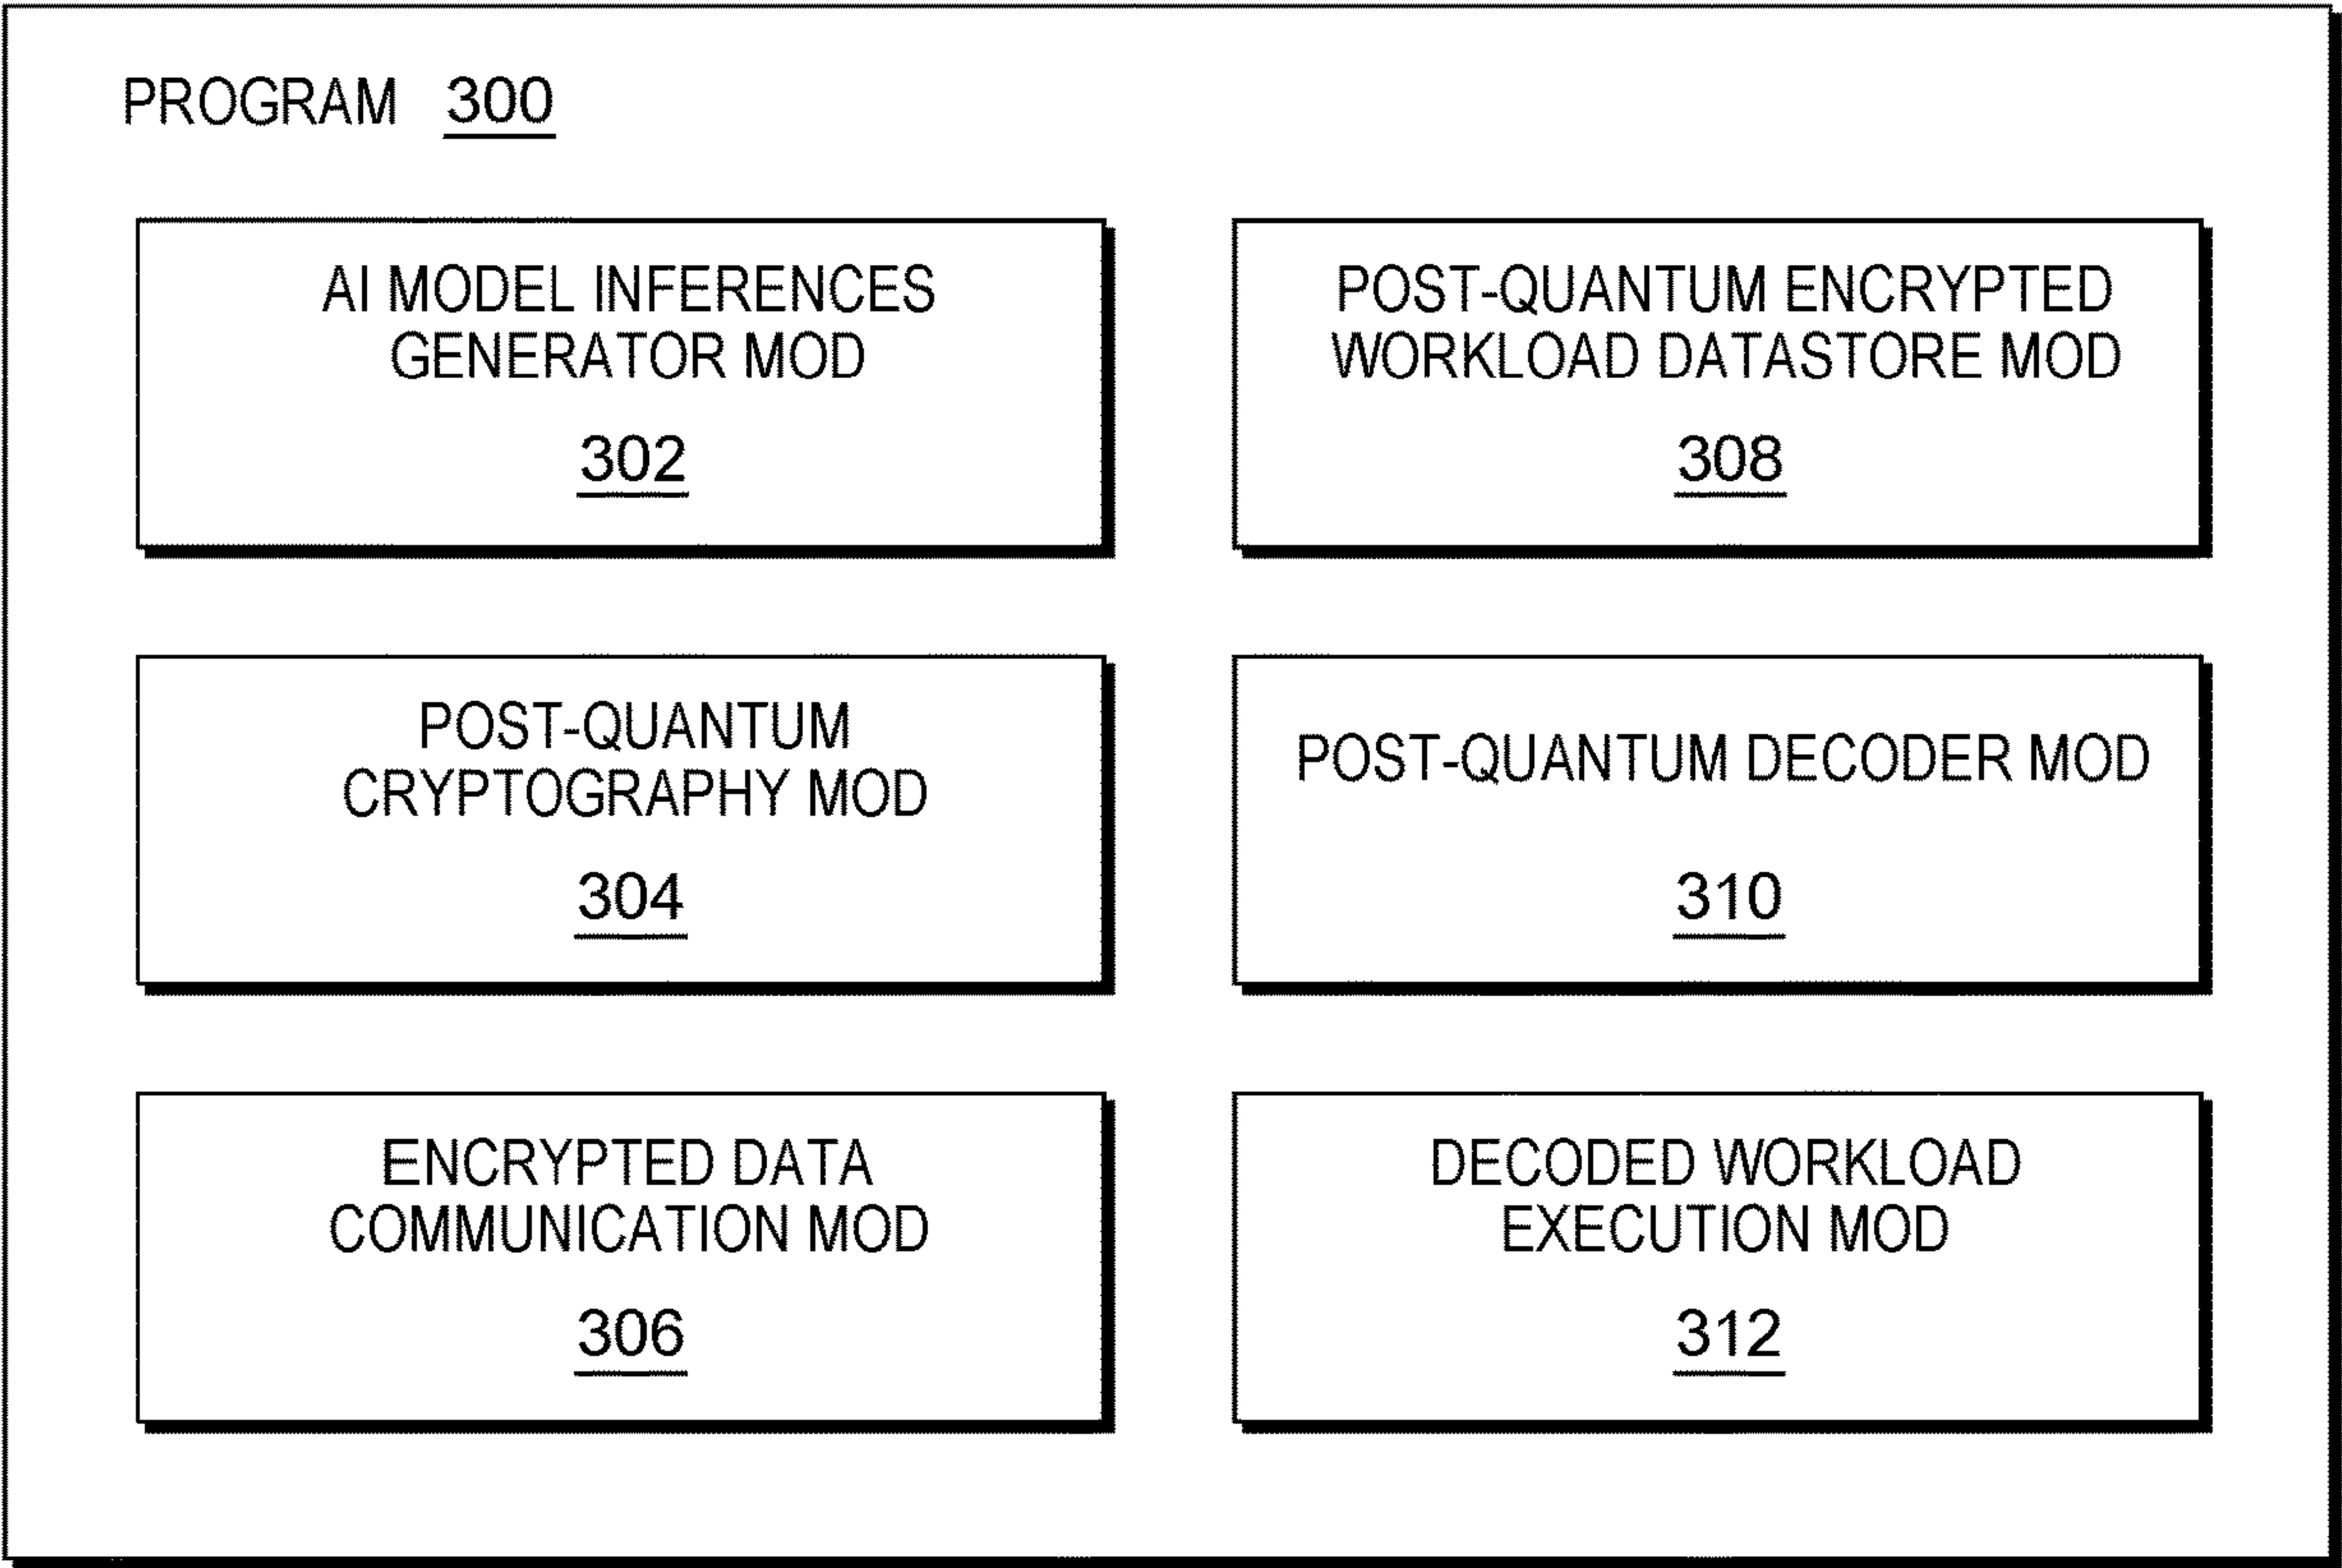 PROGRAM 300
AI MODEL INFERENCES
GENERATOR MOD
302
POST-QUANTUM
CRYPTOGRAPHY MOD
304
ENCRYPTED DATA
COMMUNICATION MOD
306
POST-QUANTUM ENCRYPTED
WORKLOAD DATASTORE MOD
308
POST-QUANTUM DECODER MOD
310
DECODED WORKLOAD
EXECUTION MOD
312